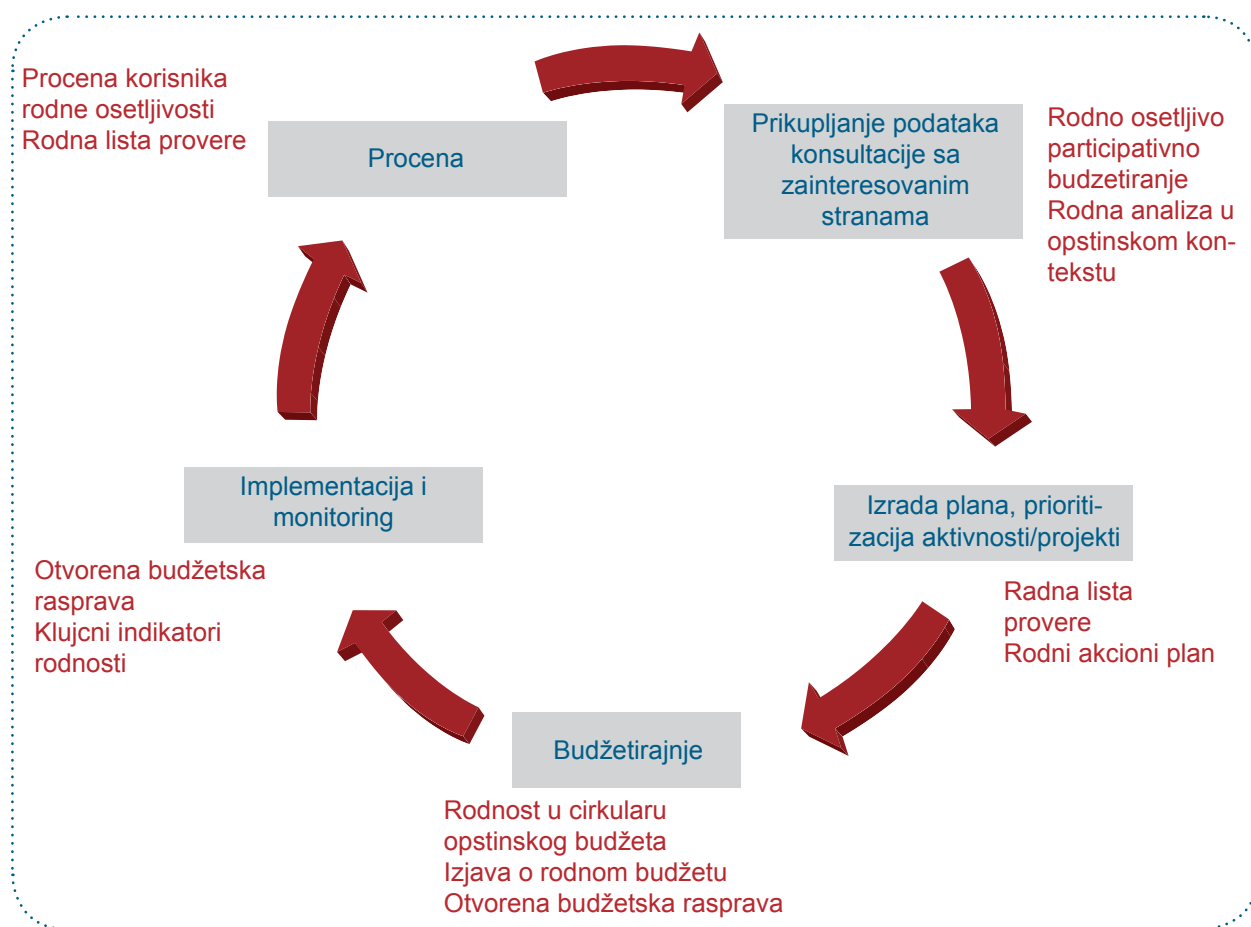 Procena korisnika
rodne osetljivosti
Rodna lista provere
Procena
Prikupljanje podataka
konsultacije sa
zainteresovanim
stranama
Rodno osetljivo
participativno
budzetiranje
Rodna analiza u
opstinskom kon-
tekstu
Implementacija i
monitoring
Otvorena budžetska
rasprava
Klujcni indikatori
rodnosti
Izrada plana, prioriti-
zacija aktivnosti/projekti
Radna lista
provere
Rodni akcioni plan
Budžetirajnje
Rodnost u cirkularu
opstinskog budžeta
Izjava o rodnom budžetu
Otvorena budžetska rasprava